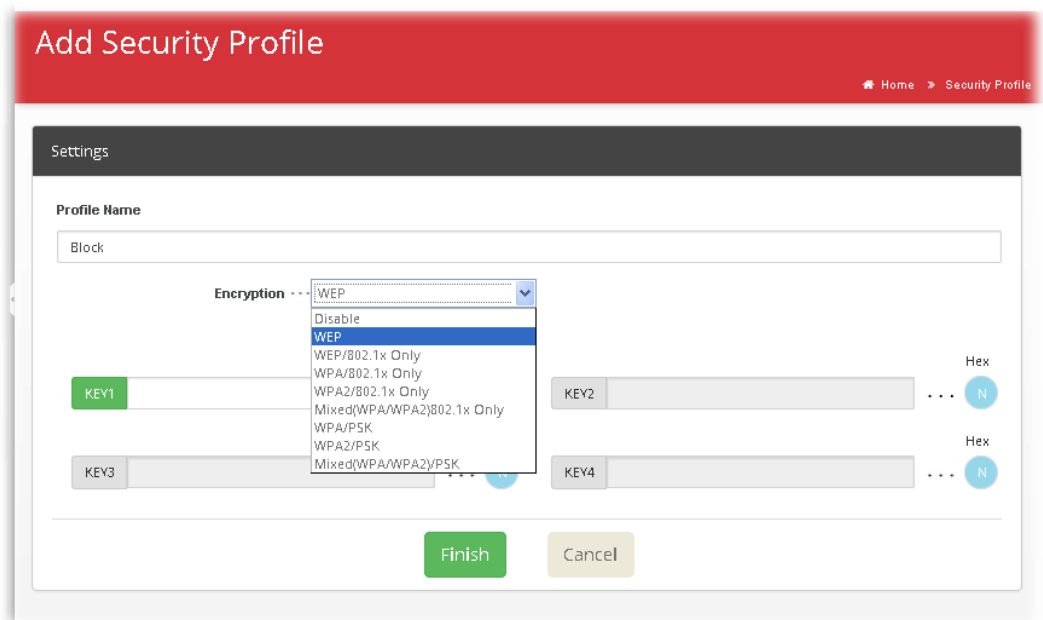 Add Security Profile
Home » Security Profile
Settings
Profile Name
Block
Encryption ··· WEP
Disable
WEP
WEP/802.1x Only
WPA/802.1x Only
WPA2/802.1x Only
Mixed(WPA/WPA2)802.1x Only
WPA/PSK
WPA2/PSK
Mixed(WPA/WPA2)/PSK
Hex
KEY1
KEY2 ... N
Hex
KEY3 ... N
KEY4 ... N
Finish
Cancel